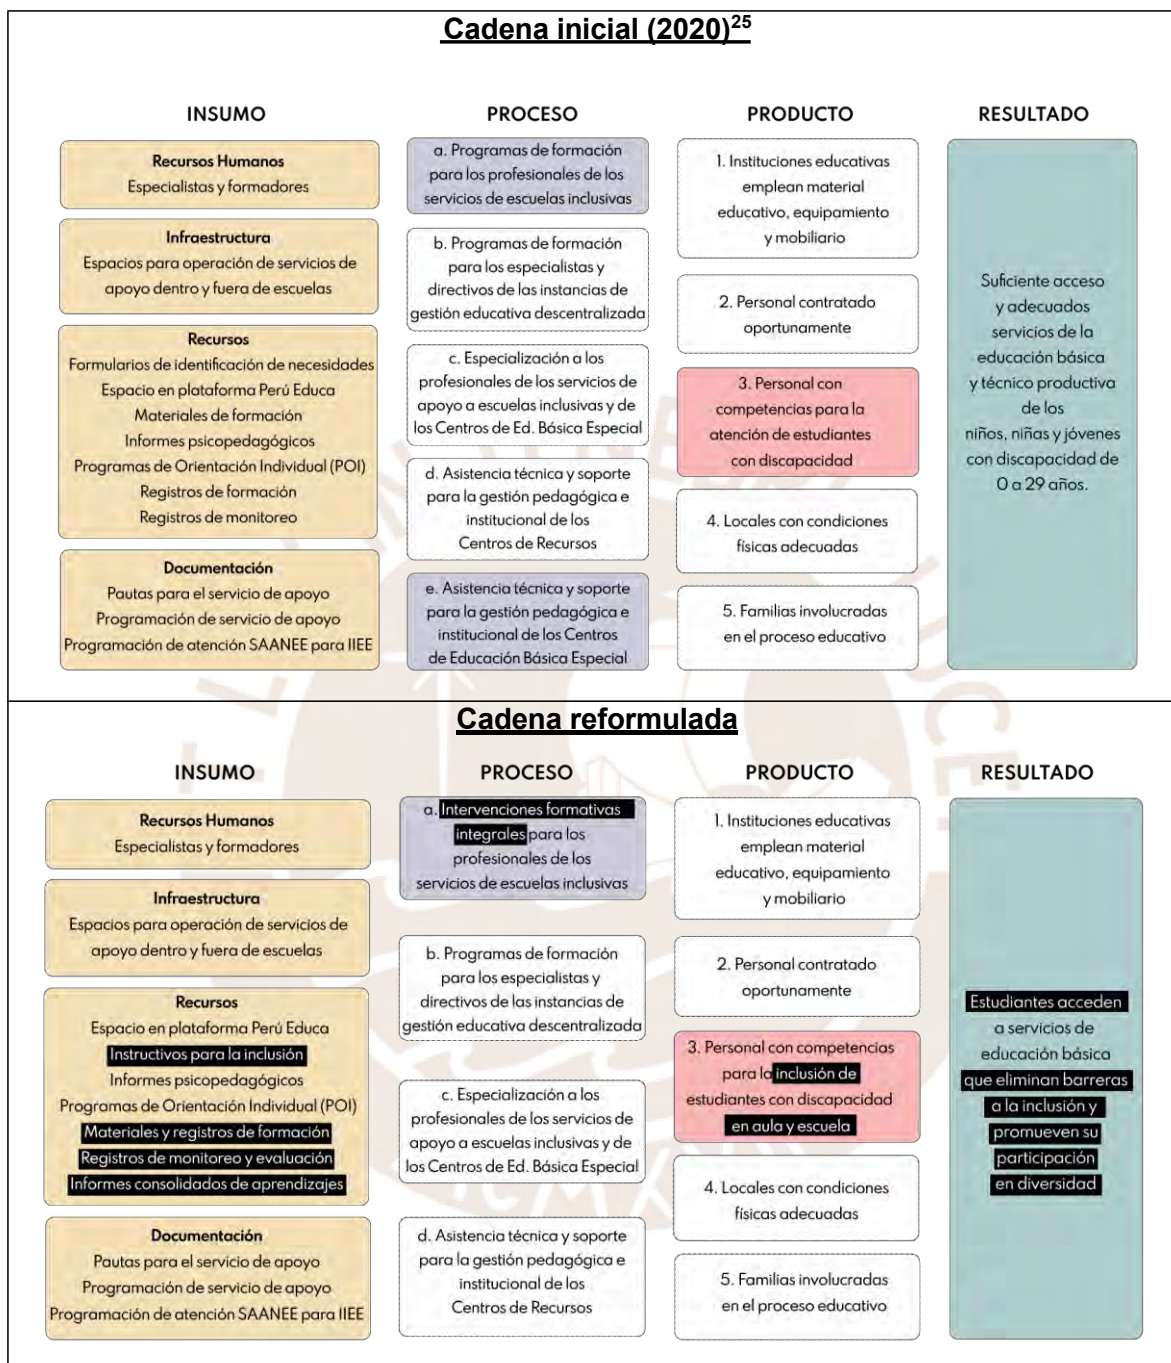 Cadena inicial (2020)25
INSUMO
Recursos Humanos
Especialistas y formadores
Infraestructura
Espacios para operación de servicios de
apoyo dentro y fuera de escuelas
Recursos
Formularios de identificación de necesidades
Espacio en plataforma Perú Educa
Materiales de formación
Informes psicopedagógicos
Programas de Orientación Individual (POI)
Registros de formación
Registros de monitoreo
Documentación
Pautas para el servicio de apoyo
Programación de servicio de apoyo
Programación de atención SAANEE para IIEE
PROCESO
a. Programas de formación
para los profesionales de los
servicios de escuelas inclusivas
b. Programas de formación
para los especialistas y
directivos de las instancias de
gestión educativa descentralizada
c. Especialización a los
profesionales de los servicios de
apoyo a escuelas inclusivas y de
los Centros de Ed. Básica Especial
d. Asistencia técnica y soporte
para la gestión pedagógica e
institucional de los
Centros de Recursos
e. Asistencia técnica y soporte
para la gestión pedagógica e
institucional de los Centros
de Educación Básica Especial
PRODUCTO
1. Instituciones educativas
emplean material
educativo, equipamiento
y mobiliario
2. Personal contratado
oportunamente
3. Personal con
competencias para la
atención de estudiantes
con discapacidad
4. Locales con condiciones
físicas adecuadas
5. Familias involucradas
en el proceso educativo
RESULTADO
Suficiente acceso
y adecuados
servicios de la
educación básica
y técnico productiva
de los
niños, niñas y jóvenes
con discapacidad de
0 a 29 años.
Cadena reformulada
INSUMO
Recursos Humanos
Especialistas y formadores
Infraestructura
Espacios para operación de servicios de
apoyo dentro y fuera de escuelas
Recursos
Espacio en plataforma Perú Educa
Instructivos para la inclusión
Informes psicopedagógicos
Programas de Orientación Individual (POI)
Materiales y registros de formación
Registros de monitoreo y evaluación
Informes consolidados de aprendizajes
Documentación
Pautas para el servicio de apoyo
Programación de servicio de apoyo
Programación de atención SAANEE para IIEE
PROCESO
a. Intervenciones formativas
integrales para los
profesionales de los
servicios de escuelas inclusivas
b. Programas de formación
para los especialistas y
directivos de las instancias de
gestión educativa descentralizada
c. Especialización a los
profesionales de los servicios de
apoyo a escuelas inclusivas y de
los Centros de Ed. Básica Especial
d. Asistencia técnica y soporte
para la gestión pedagógica e
institucional de los
Centros de Recursos
PRODUCTO
1. Instituciones educativas
emplean material
educativo, equipamiento
y mobiliario
2. Personal contratado
oportunamente
3. Personal con competencias
para la inclusión de
estudiantes con discapacidad
en aula y escuela
4. Locales con condiciones
físicas adecuadas
5. Familias involucradas
en el proceso educativo
RESULTADO
Estudiantes acceden
a servicios de
educación básica
que eliminan barreras
a la inclusión y
promueven su
participación
en diversidad